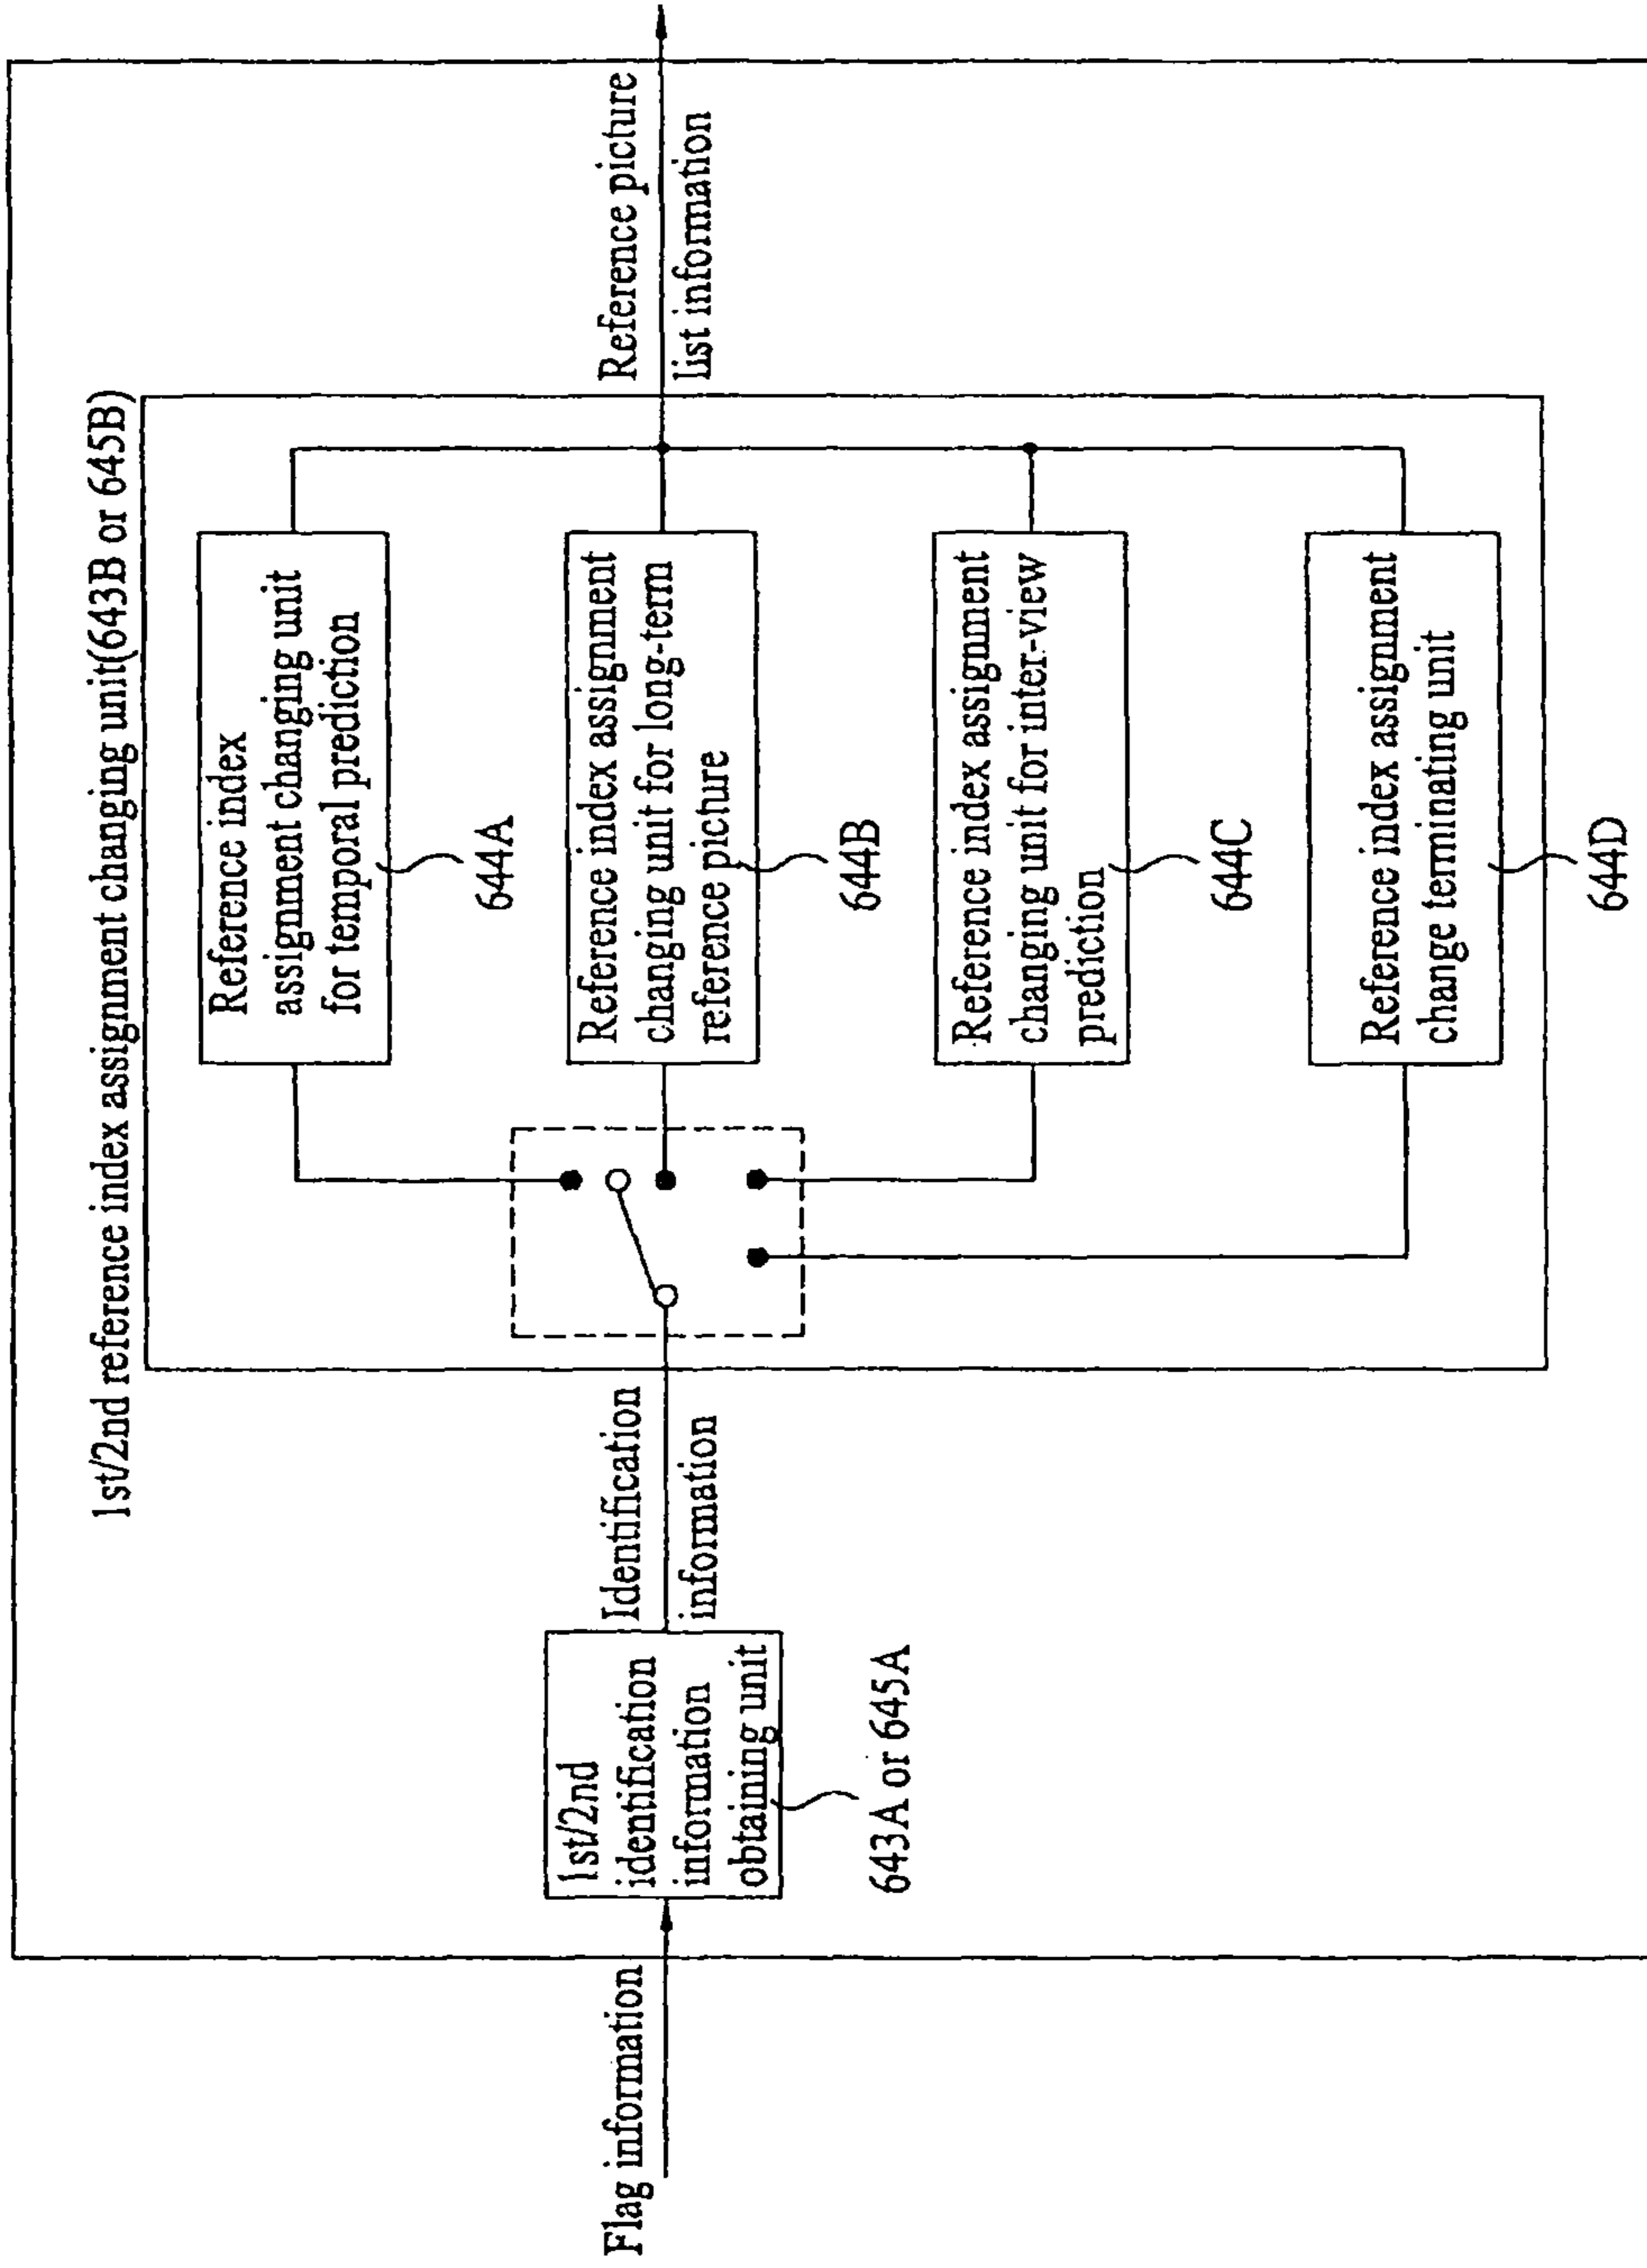 1st/2nd reference index assignment changing unit(643B or 645B)
Flag information
1st/2nd
identification
information
obtaining unit
643A or 645A
Identification
information
Reference index
assignment changing unit
for temporal prediction
644A
Reference index assignment
changing unit for long-term
reference picture
644B
Reference index assignment
changing unit for inter-view
prediction
644C
Reference index assignment
change terminating unit
644D
Reference picture
list information